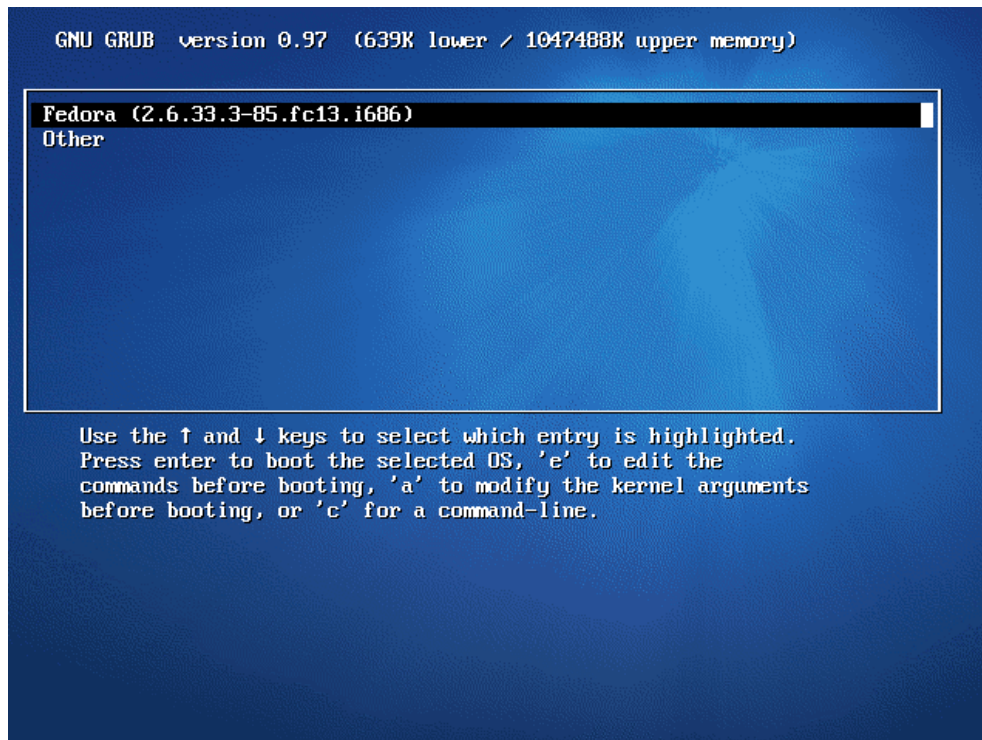 GNU GRUB  version 0.97  (639K lower / 1047488K upper memory)
Fedora (2.6.33.3-85.fc13.i686)
Other
Use the ↑ and ↓ keys to select which entry is highlighted.
Press enter to boot the selected OS, 'e' to edit the
commands before booting, 'a' to modify the kernel arguments
before booting, or 'c' for a command-line.